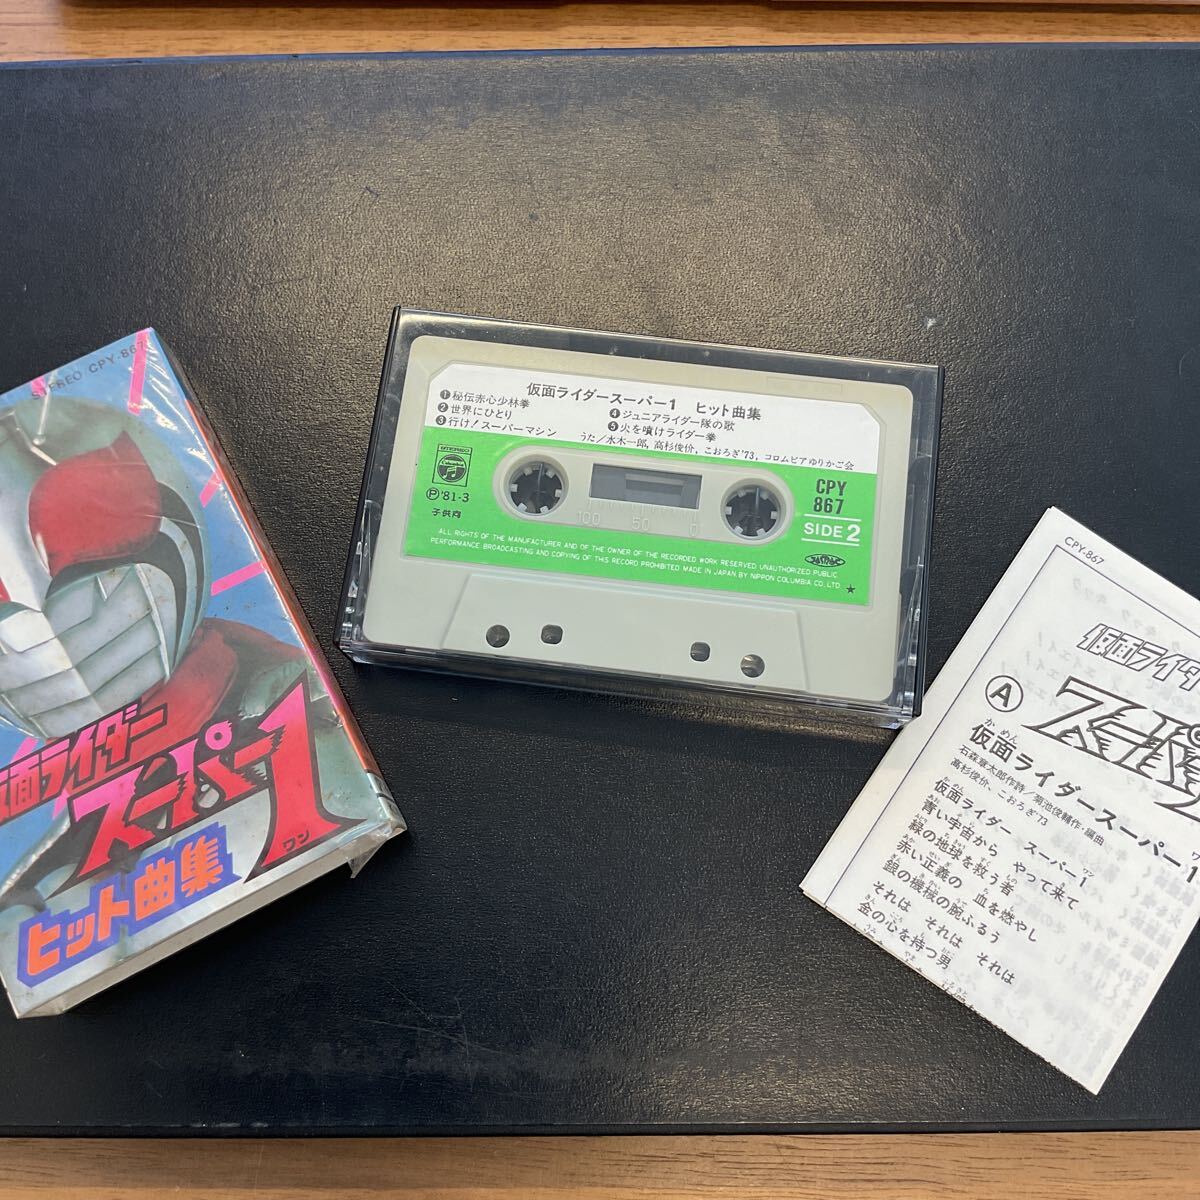 STEREO CPY-867
仮面ライダー
スーパー1
ワン
ヒット曲集
仮面ライダースーパー1 ヒット曲集
①秘伝赤心少林拳
②世界にひとり
③行け!スーパーマシン
④ジュニアライダー隊の歌
⑤火を噴けライダー拳
うた/水木一郎, 高杉俊价, こおろぎ'73, コロムビアゆりかご会
STEREO
Columbia
Ⓟ'81-3
子供向
100 50 0
CPY
867
SIDE 2
ALL RIGHTS OF THE MANUFACTURER AND OF THE OWNER OF THE RECORDED WORK RESERVED UNAUTHORIZED PUBLIC
PERFORMANCE BROADCASTING AND COPYING OF THIS RECORD PROHIBITED MADE IN JAPAN BY NIPPON COLUMBIA CO., LTD. ★
CPY-867
仮面ライダ
スーパー
Ⓐ
仮面ライダースーパー1
石森章太郎作詩/菊池俊輔作・編曲
高杉俊价、こおろぎ'73
仮面ライダー スーパー1
青い宇宙から やって来て
緑の地球を救う者
赤い正義の 血を燃やし
銀の機械の腕ふるう
それは それは それは
金の心を持つ男